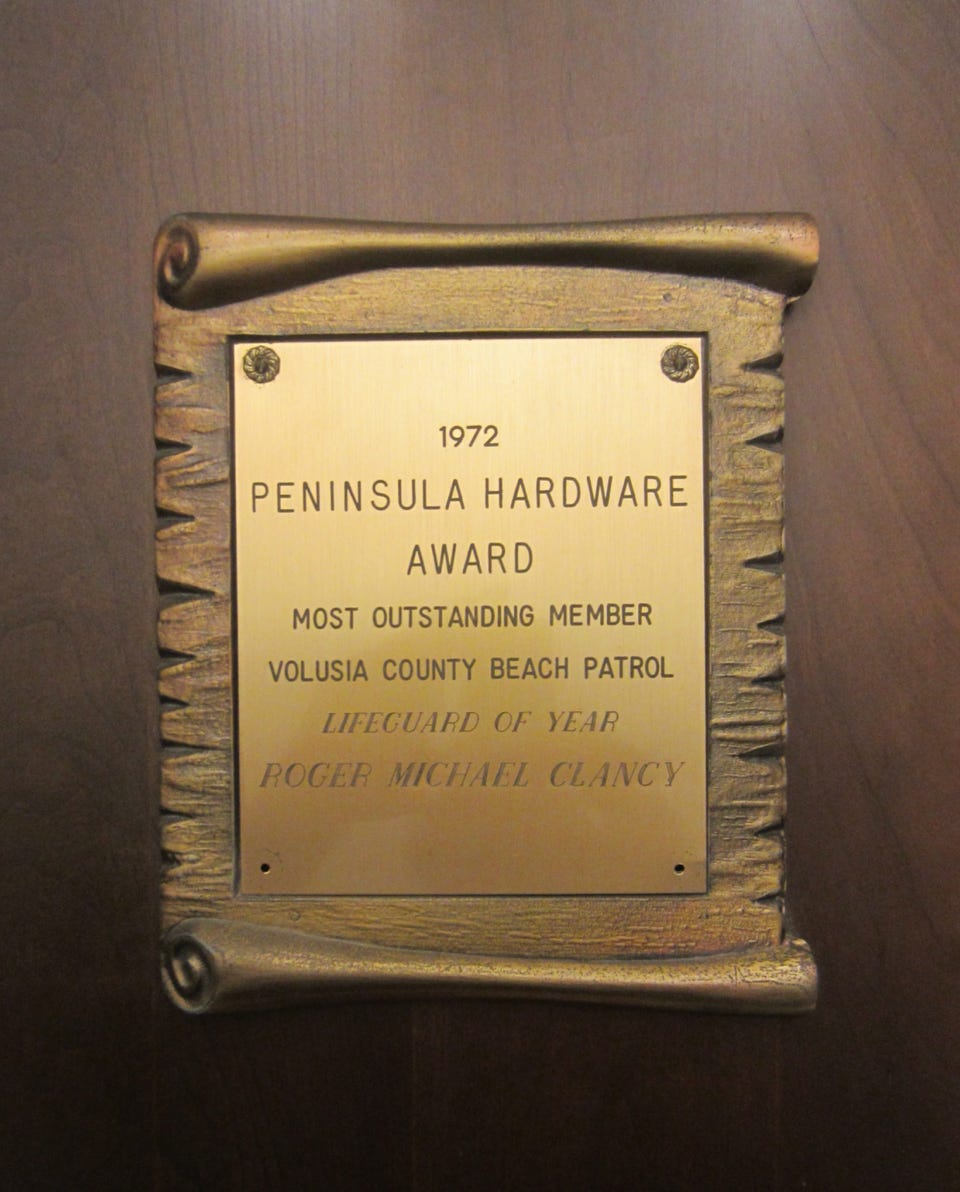 1972
PENINSULA HARDWARE
AWARD
MOST OUTSTANDING MEMBER
VOLUSIA COUNTY BEACH PATROL
LIFEGUARD OF YEAR
ROGER MICHAEL CLANCY